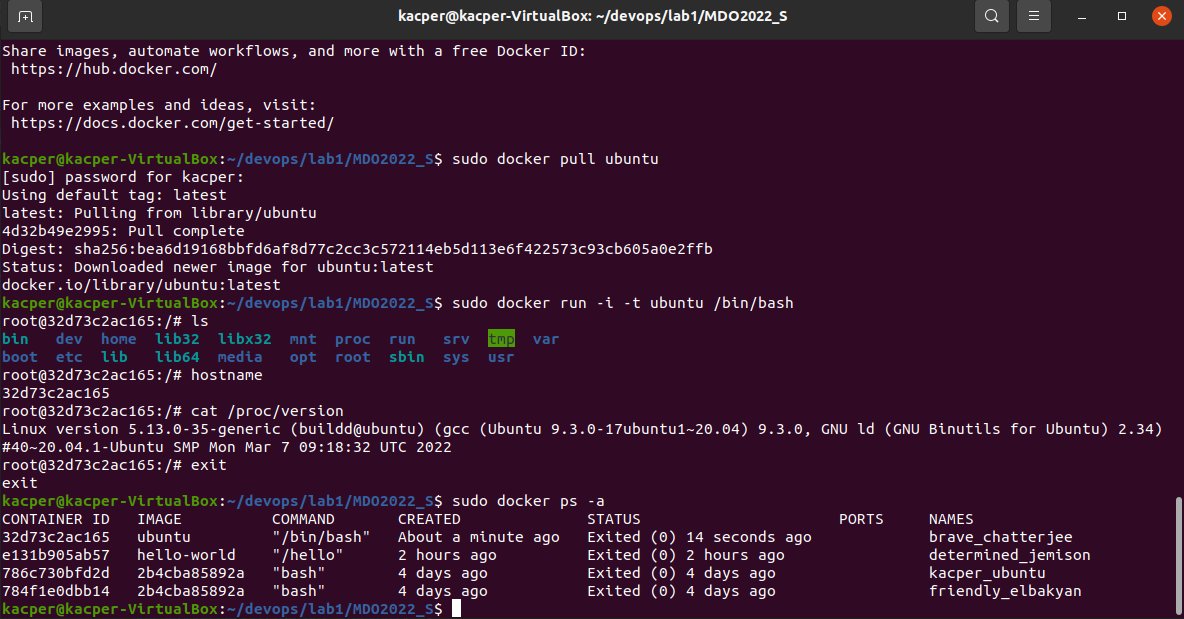 kacper@kacper-VirtualBox: ~/devops/lab1/MDO2022_S
Share images, automate workflows, and more with a free Docker ID:
 https://hub.docker.com/

For more examples and ideas, visit:
 https://docs.docker.com/get-started/

kacper@kacper-VirtualBox:~/devops/lab1/MDO2022_S$ sudo docker pull ubuntu
[sudo] password for kacper:
Using default tag: latest
latest: Pulling from library/ubuntu
4d32b49e2995: Pull complete
Digest: sha256:bea6d19168bbfd6af8d77c2cc3c572114eb5d113e6f422573c93cb605a0e2ffb
Status: Downloaded newer image for ubuntu:latest
docker.io/library/ubuntu:latest
kacper@kacper-VirtualBox:~/devops/lab1/MDO2022_S$ sudo docker run -i -t ubuntu /bin/bash
root@32d73c2ac165:/# ls
bin   dev  home  lib32  libx32  mnt  proc  run   srv  tmp  var
boot  etc  lib   lib64  media   opt  root  sbin  sys  usr
root@32d73c2ac165:/# hostname
32d73c2ac165
root@32d73c2ac165:/# cat /proc/version
Linux version 5.13.0-35-generic (buildd@ubuntu) (gcc (Ubuntu 9.3.0-17ubuntu1~20.04) 9.3.0, GNU ld (GNU Binutils for Ubuntu) 2.34)
#40~20.04.1-Ubuntu SMP Mon Mar 7 09:18:32 UTC 2022
root@32d73c2ac165:/# exit
exit
kacper@kacper-VirtualBox:~/devops/lab1/MDO2022_S$ sudo docker ps -a
CONTAINER ID   IMAGE          COMMAND       CREATED              STATUS                      PORTS     NAMES
32d73c2ac165   ubuntu         "/bin/bash"   About a minute ago   Exited (0) 14 seconds ago             brave_chatterjee
e131b905ab57   hello-world    "/hello"      2 hours ago          Exited (0) 2 hours ago                determined_jemison
786c730bfd2d   2b4cba85892a   "bash"        4 days ago           Exited (0) 4 days ago                 kacper_ubuntu
784f1e0dbb14   2b4cba85892a   "bash"        4 days ago           Exited (0) 4 days ago                 friendly_elbakyan
kacper@kacper-VirtualBox:~/devops/lab1/MDO2022_S$